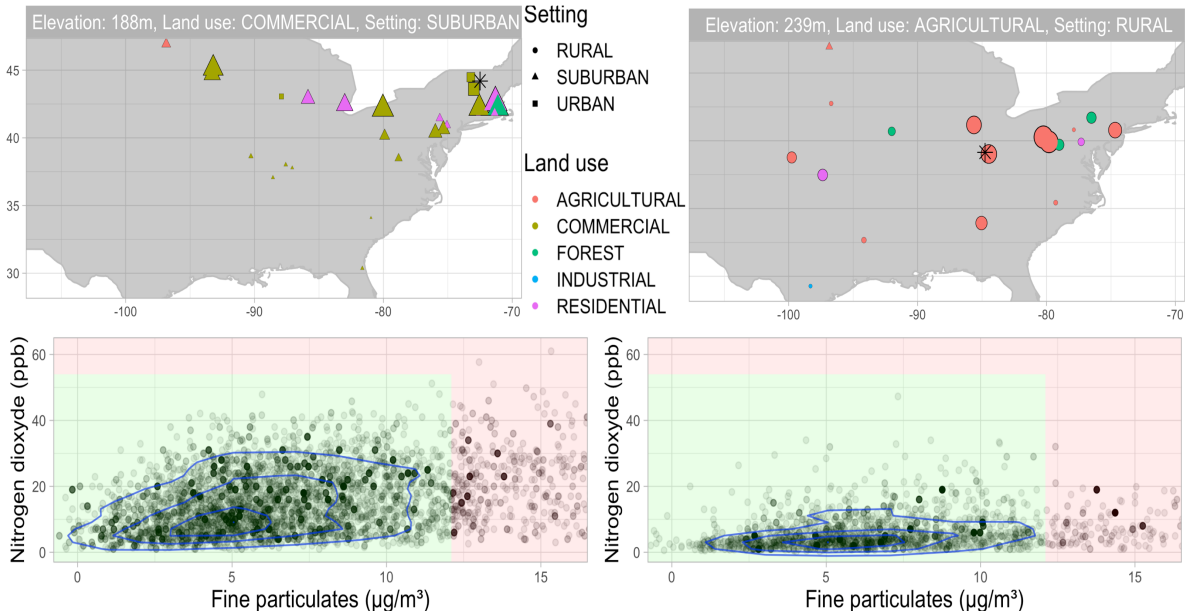 Elevation: 188m, Land use: COMMERCIAL, Setting: SUBURBAN
Setting
RURAL
SUBURBAN
URBAN
Land use
AGRICULTURAL
COMMERCIAL
FOREST
INDUSTRIAL
RESIDENTIAL
Elevation: 239m, Land use: AGRICULTURAL, Setting: RURAL
45
40
35
30
-100
-90
-80
-70
-100
-90
-80
-70
Nitrogen dioxyde (ppb)
60
40
20
0
0
5
10
15
Fine particulates (µg/m³)
Nitrogen dioxyde (ppb)
60
40
20
0
0
5
10
15
Fine particulates (µg/m³)